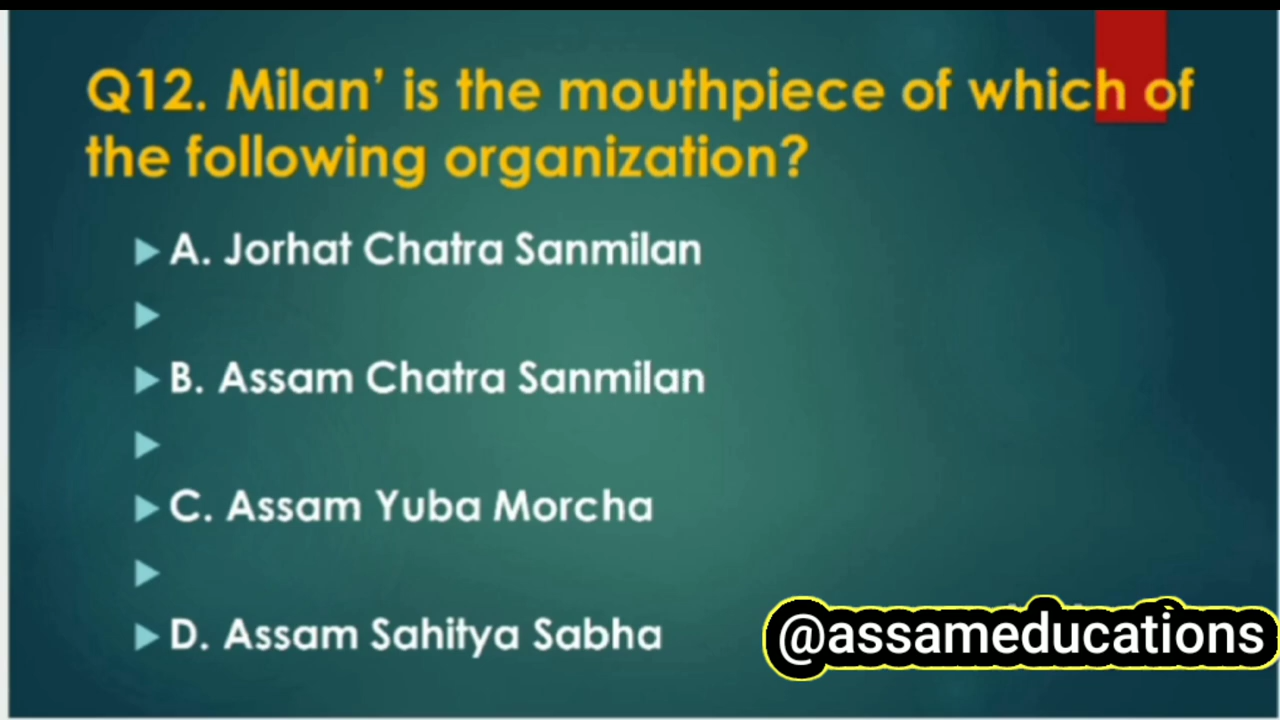 Q12. Milan’ is the mouthpiece of which of
the following organization?
A. Jorhat Chatra Sanmilan
B. Assam Chatra Sanmilan
C. Assam Yuba Morcha
D. Assam Sahitya Sabha
@assameducations